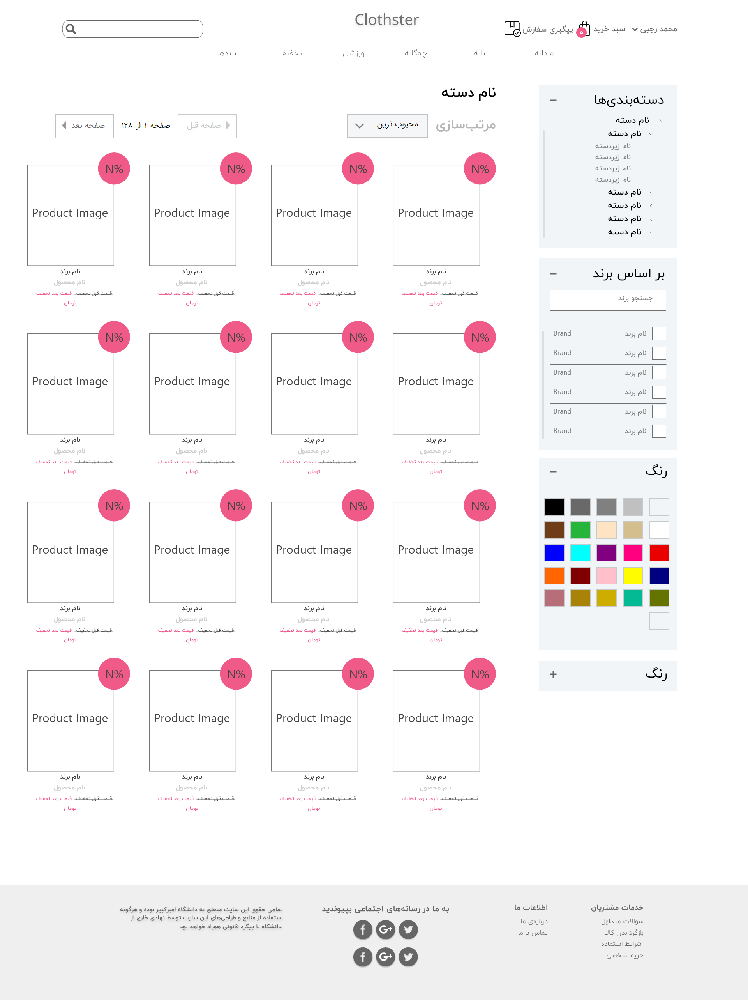 Clothster
محمد رجبی
سبد خرید
۰
پیگیری سفارش
مردانه
زنانه
بچه‌گانه
ورزشی
تخفیف
برندها
دسته‌بندی‌ها
نام دسته
نام دسته
نام زیردسته
نام زیردسته
نام زیردسته
نام زیردسته
نام دسته
نام دسته
نام دسته
نام دسته
بر اساس برند
جستجو برند
نام برند Brand
نام برند Brand
نام برند Brand
نام برند Brand
نام برند Brand
نام برند Brand
رنگ
رنگ
نام دسته
مرتب‌سازی
محبوب ترین
صفحه قبل
صفحه ۱ از ۱۲۸
صفحه بعد
N% N% N% N%
Product Image Product Image Product Image Product Image
نام برند نام برند نام برند نام برند
نام محصول نام محصول نام محصول نام محصول
قیمت قبل تخفیف قیمت بعد تخفیف قیمت قبل تخفیف قیمت بعد تخفیف قیمت قبل تخفیف قیمت بعد تخفیف قیمت قبل تخفیف قیمت بعد تخفیف
تومان تومان تومان تومان
N% N% N% N%
Product Image Product Image Product Image Product Image
نام برند نام برند نام برند نام برند
نام محصول نام محصول نام محصول نام محصول
قیمت قبل تخفیف قیمت بعد تخفیف قیمت قبل تخفیف قیمت بعد تخفیف قیمت قبل تخفیف قیمت بعد تخفیف قیمت قبل تخفیف قیمت بعد تخفیف
تومان تومان تومان تومان
N% N% N% N%
Product Image Product Image Product Image Product Image
نام برند نام برند نام برند نام برند
نام محصول نام محصول نام محصول نام محصول
قیمت قبل تخفیف قیمت بعد تخفیف قیمت قبل تخفیف قیمت بعد تخفیف قیمت قبل تخفیف قیمت بعد تخفیف قیمت قبل تخفیف قیمت بعد تخفیف
تومان تومان تومان تومان
N% N% N% N%
Product Image Product Image Product Image Product Image
نام برند نام برند نام برند نام برند
نام محصول نام محصول نام محصول نام محصول
قیمت قبل تخفیف قیمت بعد تخفیف قیمت قبل تخفیف قیمت بعد تخفیف قیمت قبل تخفیف قیمت بعد تخفیف قیمت قبل تخفیف قیمت بعد تخفیف
تومان تومان تومان تومان
خدمات مشتریان
سوالات متداول
بازگرداندن کالا
شرایط استفاده
حریم شخصی
اطلاعات ما
درباره‌ی ما
تماس با ما
به ما در رسانه‌های اجتماعی بپیوندید
f G+
f G+
تمامی حقوق این سایت متعلق به دانشگاه امیرکبیر بوده و هرگونه
استفاده از منابع و طراحی‌های این سایت توسط نهادی خارج از
دانشگاه با پیگرد قانونی همراه خواهد بود.